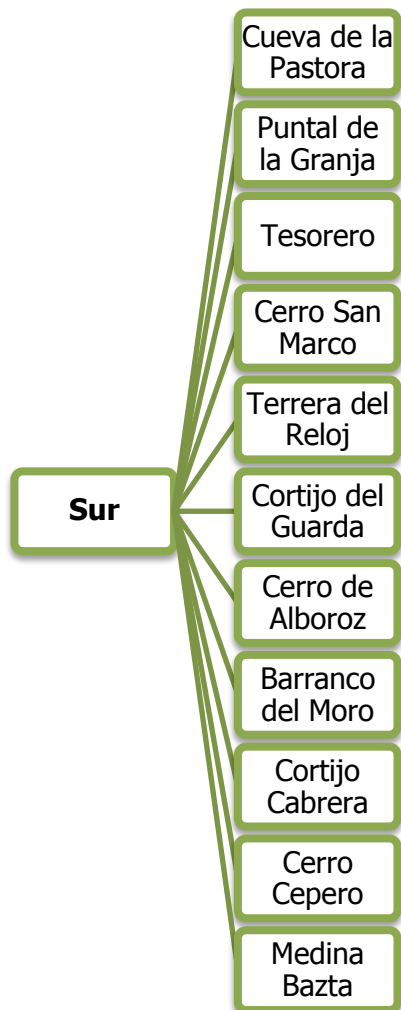 Cueva de la
Pastora
Puntal de
la Granja
Tesorero
Cerro San
Marco
Terrera del
Reloj
Sur
Cortijo del
Guarda
Cerro de
Alboroz
Barranco
del Moro
Cortijo
Cabrera
Cerro
Cepero
Medina
Bazta